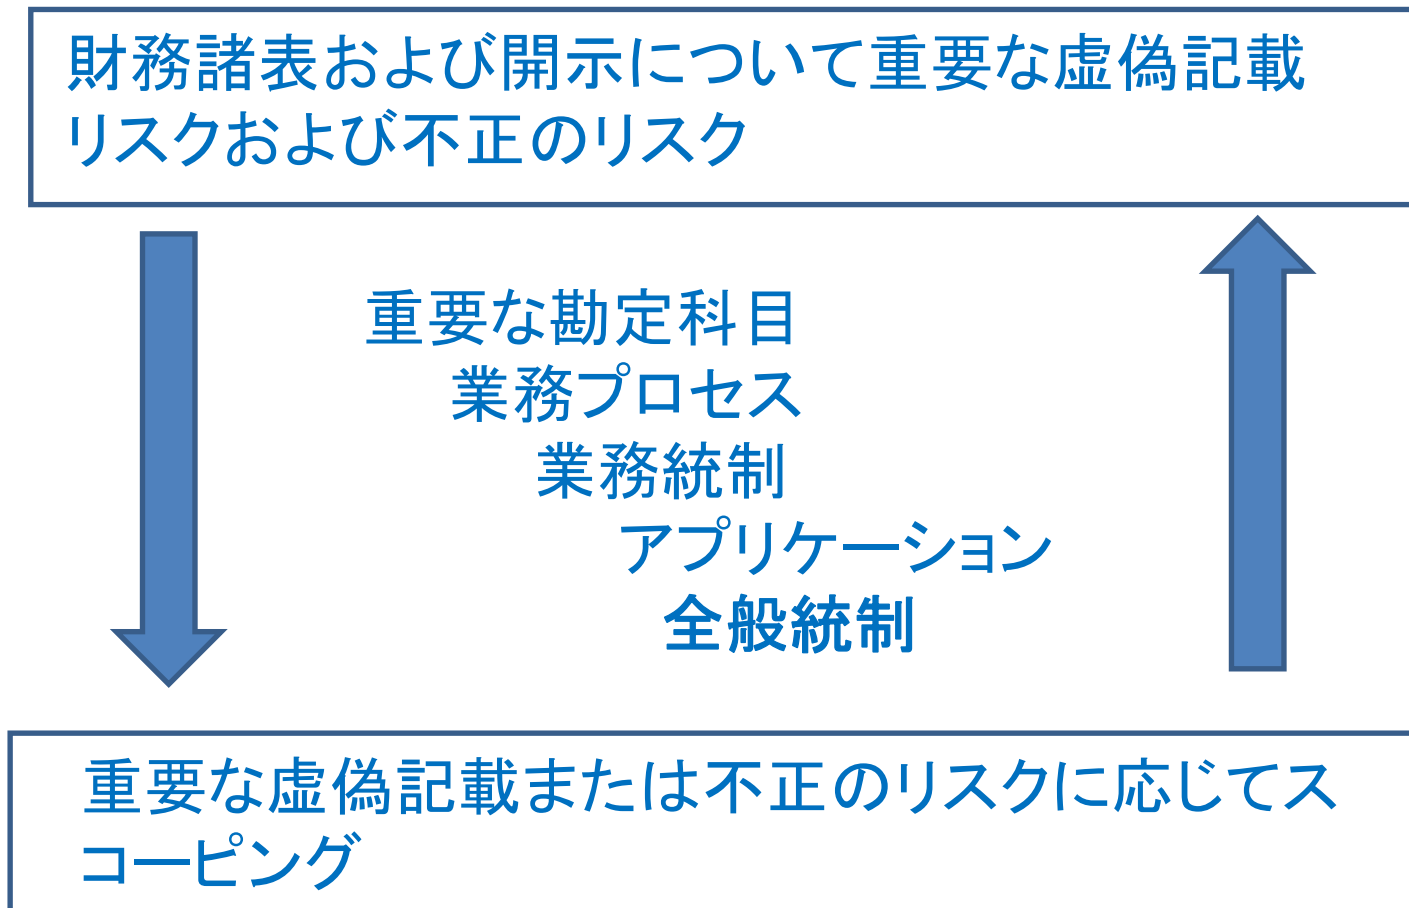 財務諸表および開示について重要な虚偽記載
リスクおよび不正のリスク
重要な勘定科目
業務プロセス
業務統制
アプリケーション
全般統制
重要な虚偽記載または不正のリスクに応じてス
コーピング